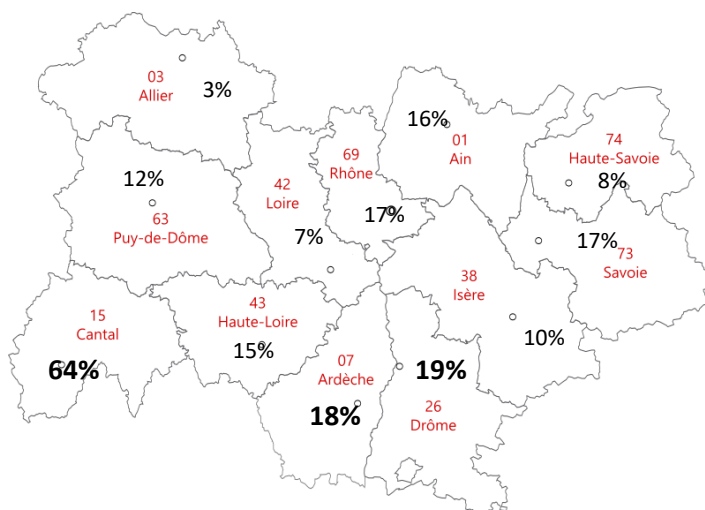 03
Allier
3%
16%
01
Ain
74
Haute-Savoie
8%
69
Rhône
17%
12%
63
Puy-de-Dôme
42
Loire
7%
17%
73
Savoie
38
Isère
10%
15
Cantal
64%
43
Haute-Loire
15%
07
Ardèche
18%
19%
26
Drôme